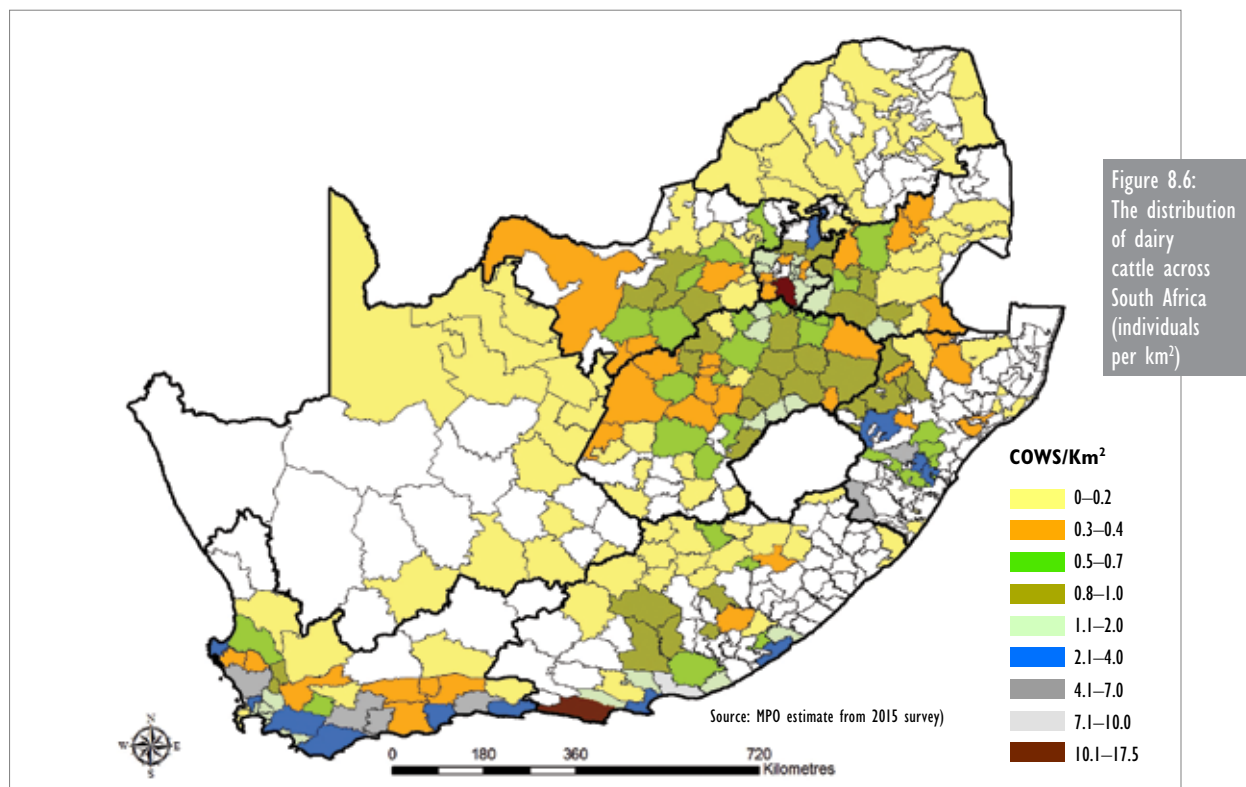 Figure 8.6:
The distribution
of dairy
cattle across
South Africa
(individuals
per km²)
COWS/Km²
0–0.2
0.3–0.4
0.5–0.7
0.8–1.0
1.1–2.0
2.1–4.0
4.1–7.0
7.1–10.0
10.1–17.5
Source: MPO estimate from 2015 survey)
N
W E
S
0 180 360 720
Kilometres